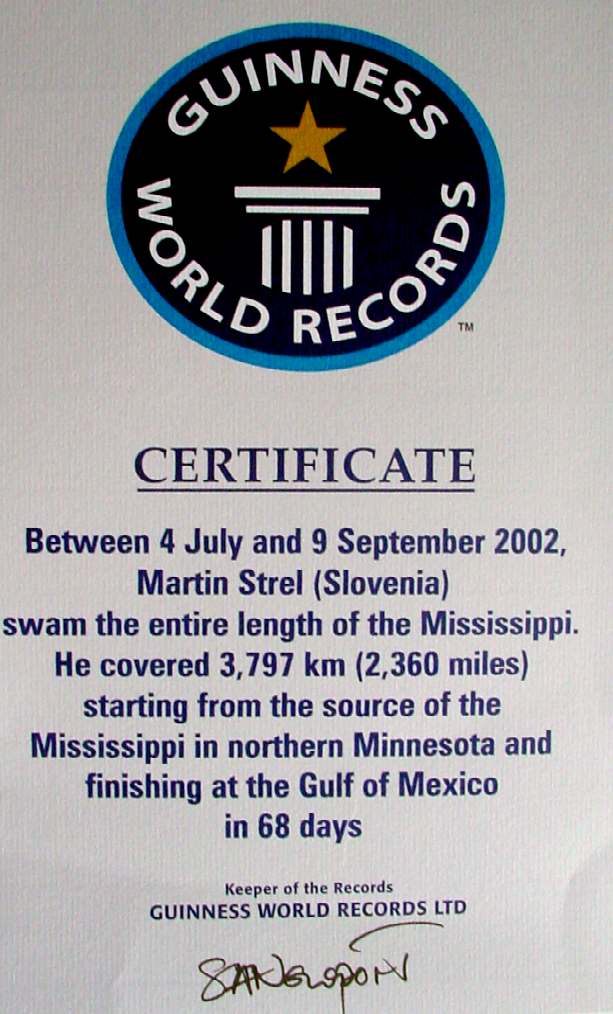 GUINNESS
WORLD RECORDS
TM
CERTIFICATE
Between 4 July and 9 September 2002,
Martin Strel (Slovenia)
swam the entire length of the Mississippi.
He covered 3,797 km (2,360 miles)
starting from the source of the
Mississippi in northern Minnesota and
finishing at the Gulf of Mexico
in 68 days
Keeper of the Records
GUINNESS WORLD RECORDS LTD